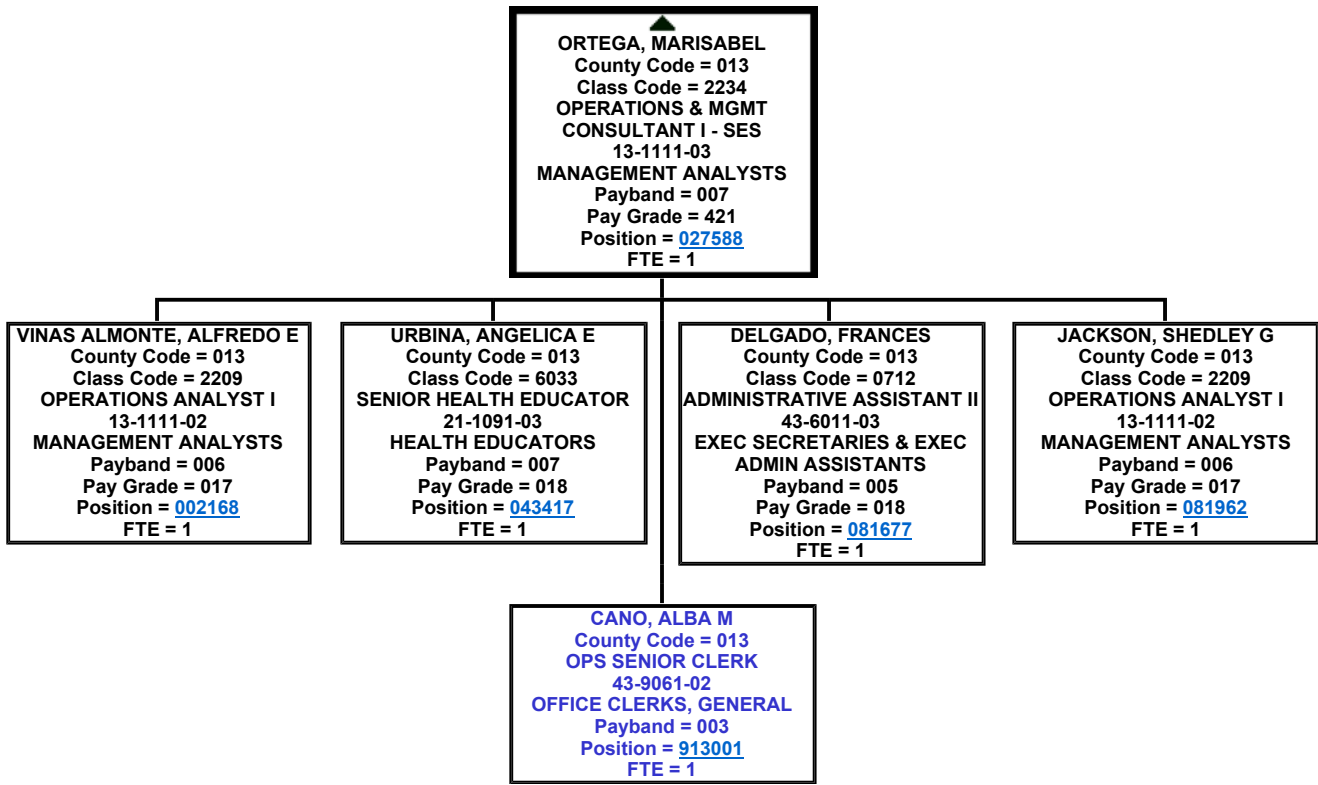 ORTEGA, MARISABEL
County Code = 013
Class Code = 2234
OPERATIONS & MGMT
CONSULTANT I - SES
13-1111-03
MANAGEMENT ANALYSTS
Payband = 007
Pay Grade = 421
Position = 027588
FTE = 1
VINAS ALMONTE, ALFREDO E
County Code = 013
Class Code = 2209
OPERATIONS ANALYST I
13-1111-02
MANAGEMENT ANALYSTS
Payband = 006
Pay Grade = 017
Position = 002168
FTE = 1
URBINA, ANGELICA E
County Code = 013
Class Code = 6033
SENIOR HEALTH EDUCATOR
21-1091-03
HEALTH EDUCATORS
Payband = 007
Pay Grade = 018
Position = 043417
FTE = 1
DELGADO, FRANCES
County Code = 013
Class Code = 0712
ADMINISTRATIVE ASSISTANT II
43-6011-03
EXEC SECRETARIES & EXEC
ADMIN ASSISTANTS
Payband = 005
Pay Grade = 018
Position = 081677
FTE = 1
JACKSON, SHEDLEY G
County Code = 013
Class Code = 2209
OPERATIONS ANALYST I
13-1111-02
MANAGEMENT ANALYSTS
Payband = 006
Pay Grade = 017
Position = 081962
FTE = 1
CANO, ALBA M
County Code = 013
OPS SENIOR CLERK
43-9061-02
OFFICE CLERKS, GENERAL
Payband = 003
Position = 913001
FTE = 1